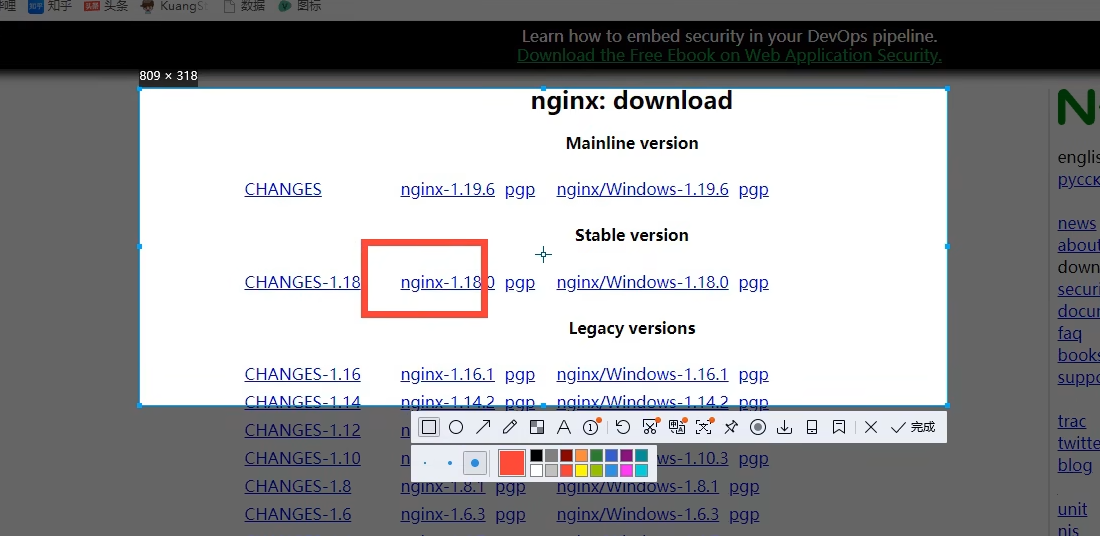 知乎 头条 KuangSt 数据 图标
Learn how to embed security in your DevOps pipeline.
Download the Free Ebook on Web Application Security.
809 × 318
nginx: download
Mainline version
CHANGES nginx-1.19.6 pgp nginx/Windows-1.19.6 pgp
Stable version
CHANGES-1.18 nginx-1.18.0 pgp nginx/Windows-1.18.0 pgp
Legacy versions
CHANGES-1.16 nginx-1.16.1 pgp nginx/Windows-1.16.1 pgp
CHANGES-1.14 nginx-1.14.2 pgp nginx/Windows-1.14.2 pgp
CHANGES-1.12
完成
CHANGES-1.10 -1.10.3 pgp
CHANGES-1.8 nginx-1.8.1 pgp nginx/Windows-1.8.1 pgp
CHANGES-1.6 nginx-1.6.3 pgp nginx/Windows-1.6.3 pgp
N
englis
русск
news
about
down
securi
docur
faq
books
suppo
trac
twitte
blog
unit
njs